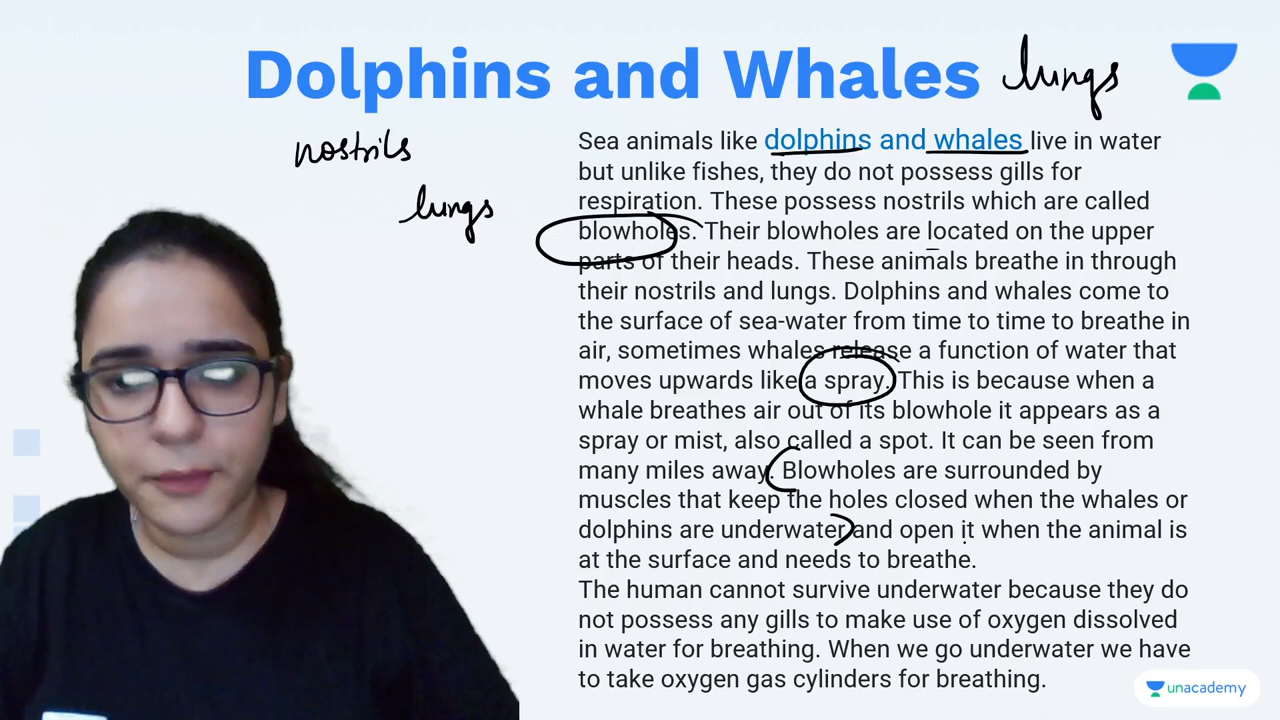 Dolphins and Whales lungs
nostrils
lungs
Sea animals like dolphins and whales live in water
but unlike fishes, they do not possess gills for
respiration. These possess nostrils which are called
blowholes. Their blowholes are located on the upper
parts of their heads. These animals breathe in through
their nostrils and lungs. Dolphins and whales come to
the surface of sea-water from time to time to breathe in
air, sometimes whales release a function of water that
moves upwards like a spray. This is because when a
whale breathes air out of its blowhole it appears as a
spray or mist, also called a spot. It can be seen from
many miles away. Blowholes are surrounded by
muscles that keep the holes closed when the whales or
dolphins are underwater and open it when the animal is
at the surface and needs to breathe.
The human cannot survive underwater because they do
not possess any gills to make use of oxygen dissolved
in water for breathing. When we go underwater we have
to take oxygen gas cylinders for breathing.
unacademy